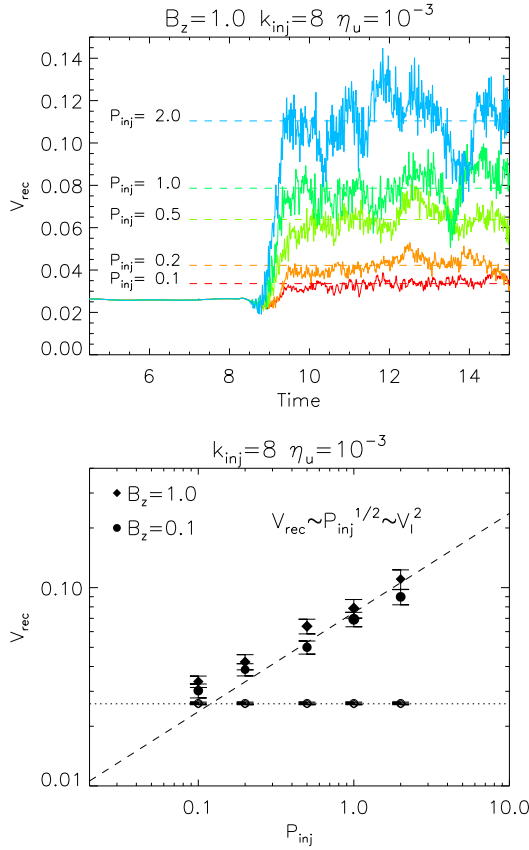 B_z=1.0 k_inj=8 η_u=10^-3
0.14
0.12
P_inj= 2.0
0.10
0.08
P_inj= 1.0
P_inj= 0.5
V_rec
0.06
0.04
P_inj= 0.2
P_inj= 0.1
0.02
0.00
6 8 10 12 14
Time
k_inj=8 η_u=10^-3
B_z=1.0
B_z=0.1
V_rec~P_inj^1/2~V_l^2
0.10
V_rec
0.01
0.1 1.0 10.0
P_inj